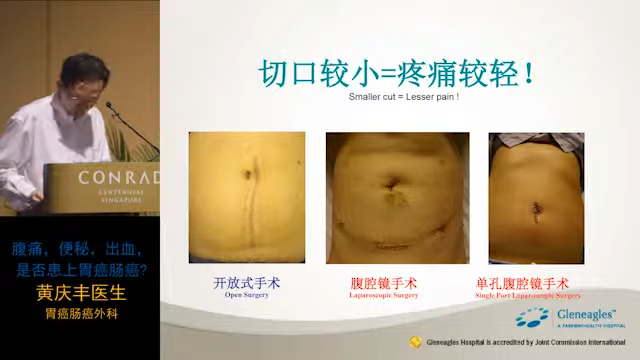 切口较小=疼痛较轻！
Smaller cut = Lesser pain !
CONRAD
CENTENNIAL
SINGAPORE
腹痛，便秘，出血，
是否患上胃癌肠癌?
黄庆丰医生
胃癌肠癌外科
开放式手术
Open Surgery
腹腔镜手术
Laparoscopic Surgery
单孔腹腔镜手术
Single Port Laparoscopic Surgery
Gleneagles™
A PARKWAYHEALTH HOSPITAL
Gleneagles Hospital is accredited by Joint Commission International